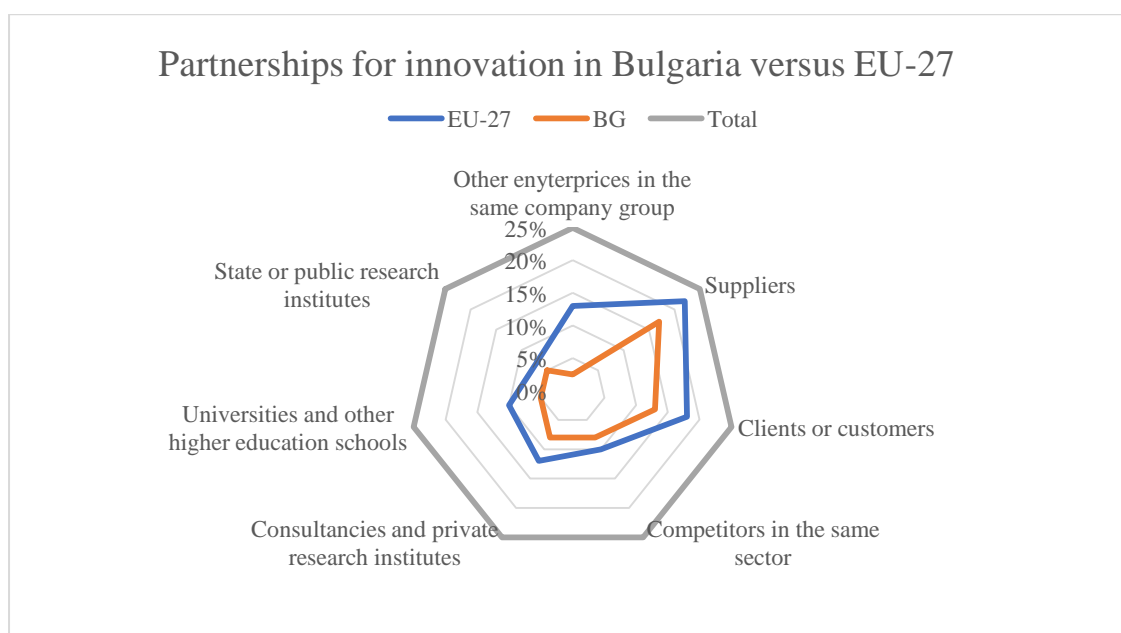 Partnerships for innovation in Bulgaria versus EU-27
EU-27 BG Total
Other enyterprices in the
same company group
25%
20%
15%
10%
5%
0%
Suppliers
Clients or customers
Competitors in the same
sector
Consultancies and private
research institutes
Universities and other
higher education schools
State or public research
institutes